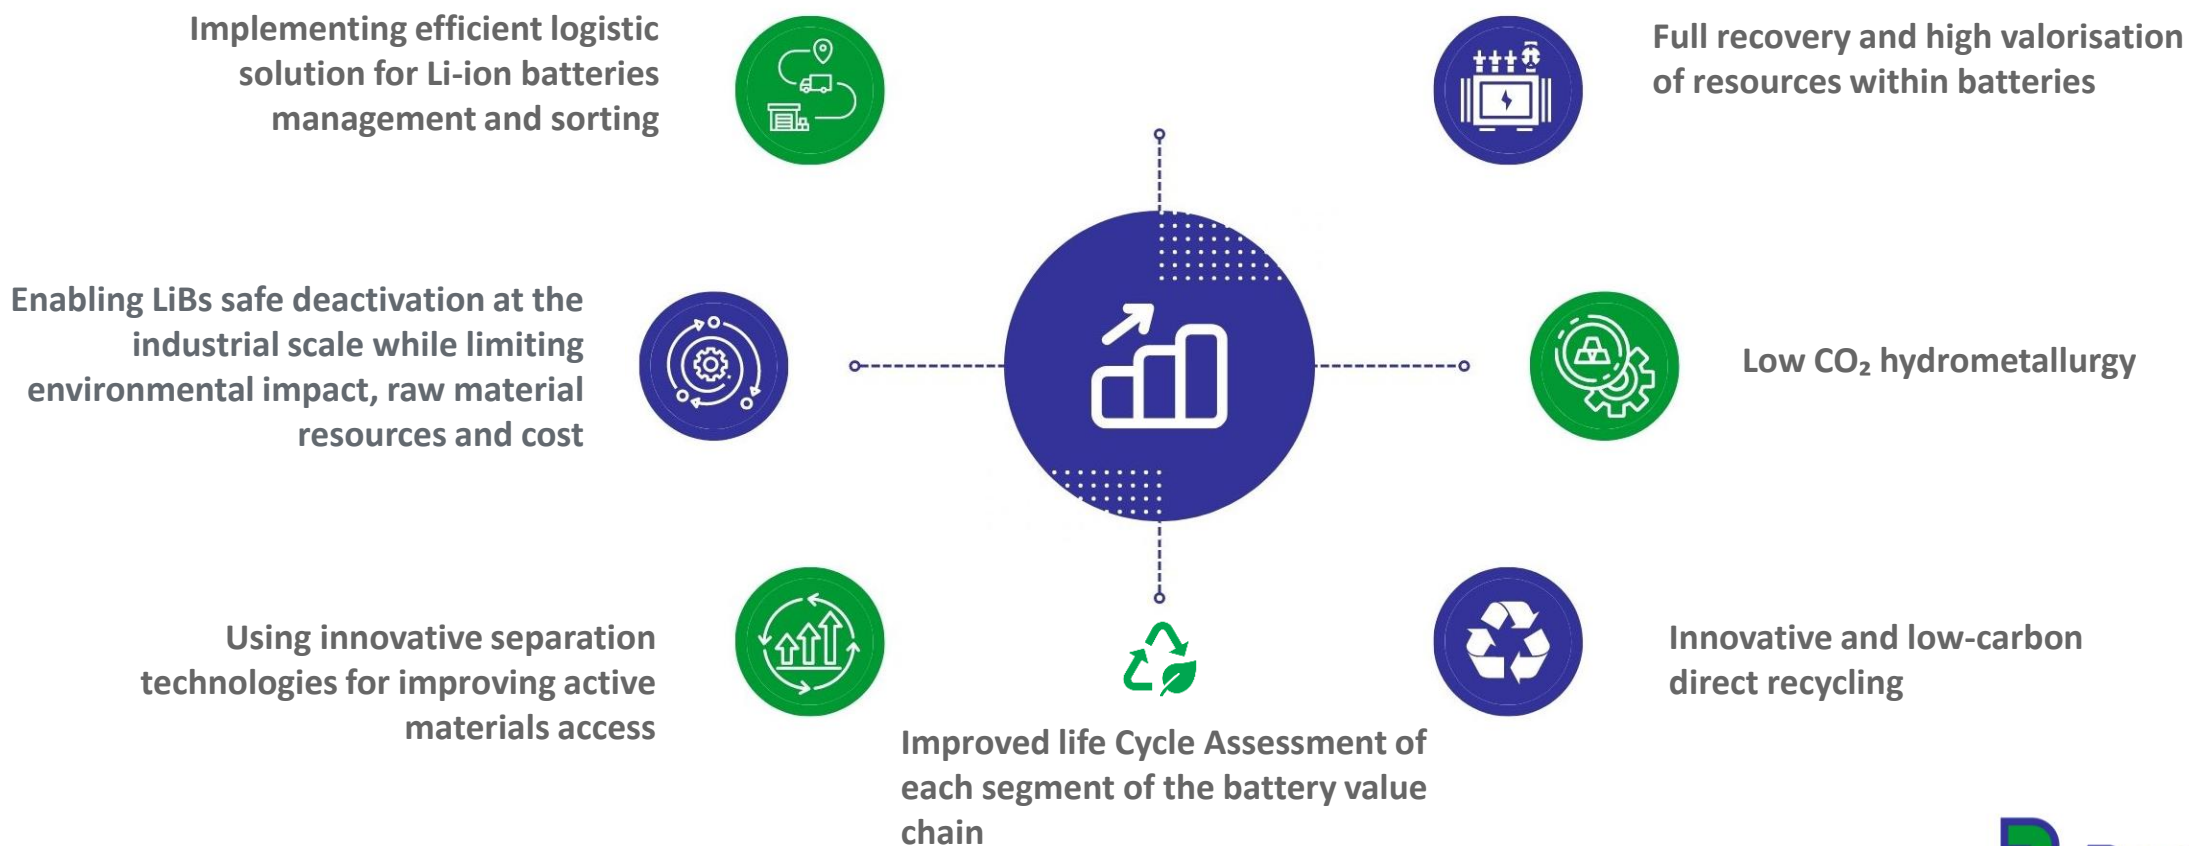 Implementing efficient logistic
solution for Li-ion batteries
management and sorting
Enabling LiBs safe deactivation at the
industrial scale while limiting
environmental impact, raw material
resources and cost
Using innovative separation
technologies for improving active
materials access
Improved life Cycle Assessment of
each segment of the battery value
chain
Full recovery and high valorisation
of resources within batteries
Low CO₂ hydrometallurgy
Innovative and low-carbon
direct recycling